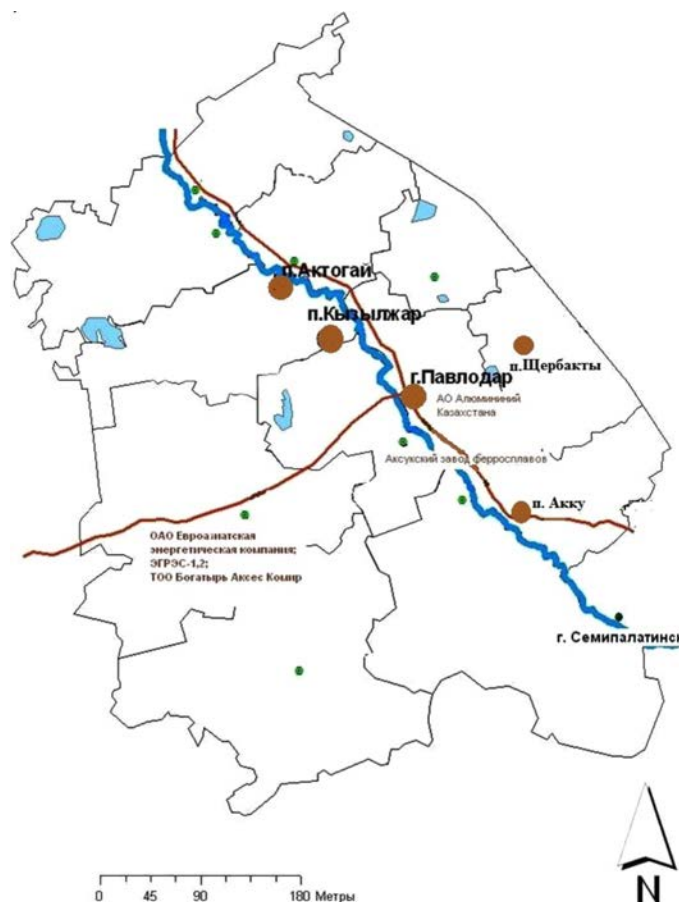 п.Актогай
п.Кызылжар
п.Щербакты
г.Павлодар
АО Алюмининий
Казахстана
Аксукский завод ферросплавов
п. Акку
ОАО Евроазиатская
энергетическая компания;
ЭГРЭС-1,2;
ТОО Богатырь Аксес Комир
г. Семипалатинск
0 45 90 180 Метры
N